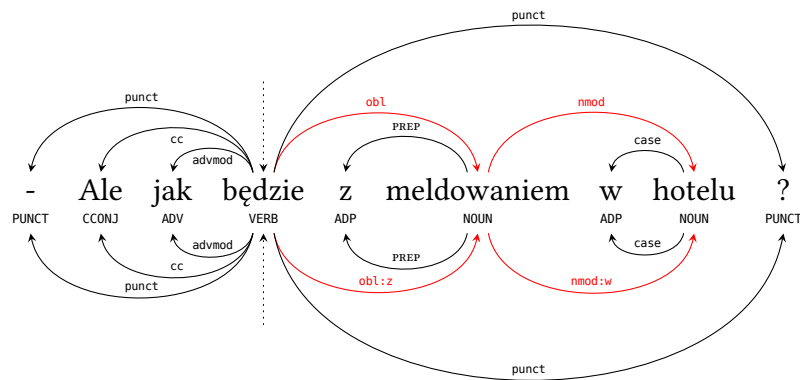 punct
punct obl nmod
cc PREP case
advmod
- Ale jak będzie z meldowaniem w hotelu ?
PUNCT CCONJ ADV VERB ADP NOUN ADP NOUN PUNCT
advmod case
cc PREP
punct obl:z nmod:w
punct